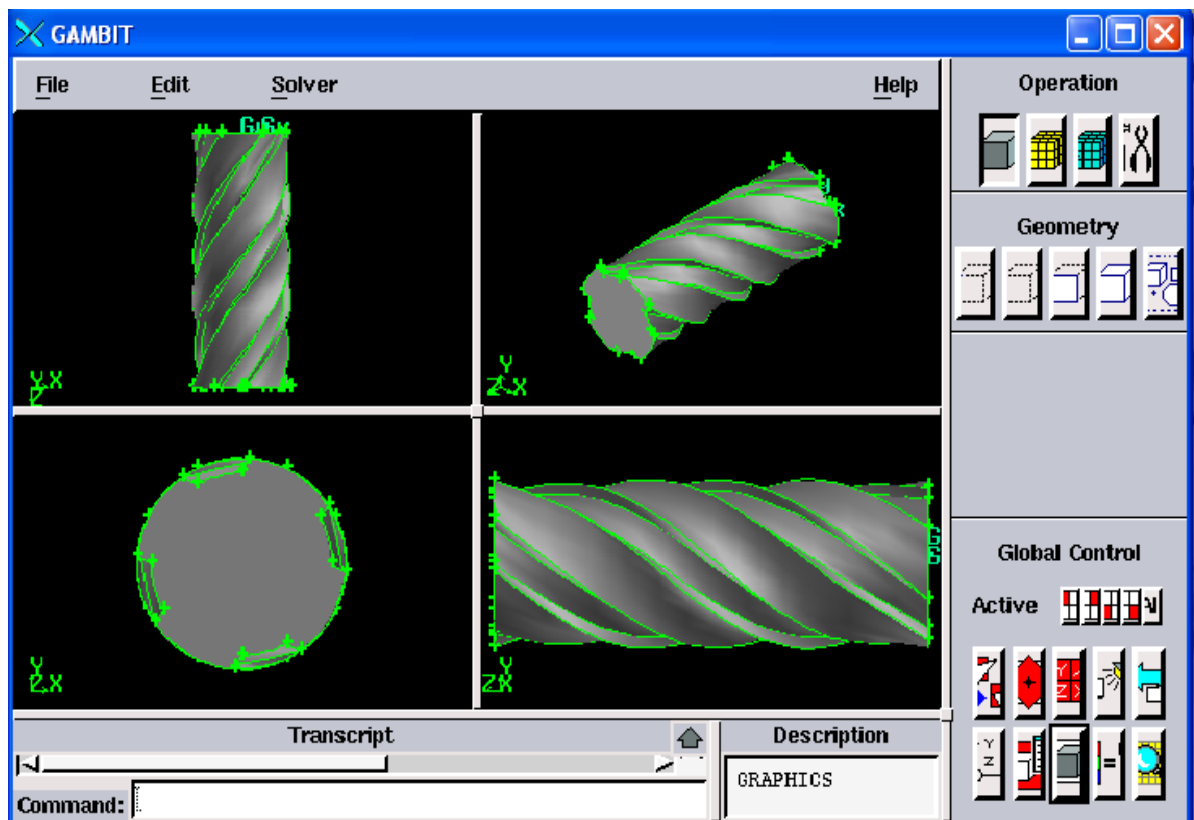 GAMBIT
File Edit Solver Help
Operation
Geometry
Y X
Z
Y
Z X
Y
Z X
Y
Z X
G
G
Global Control
Active
Transcript
Description
GRAPHICS
Command: